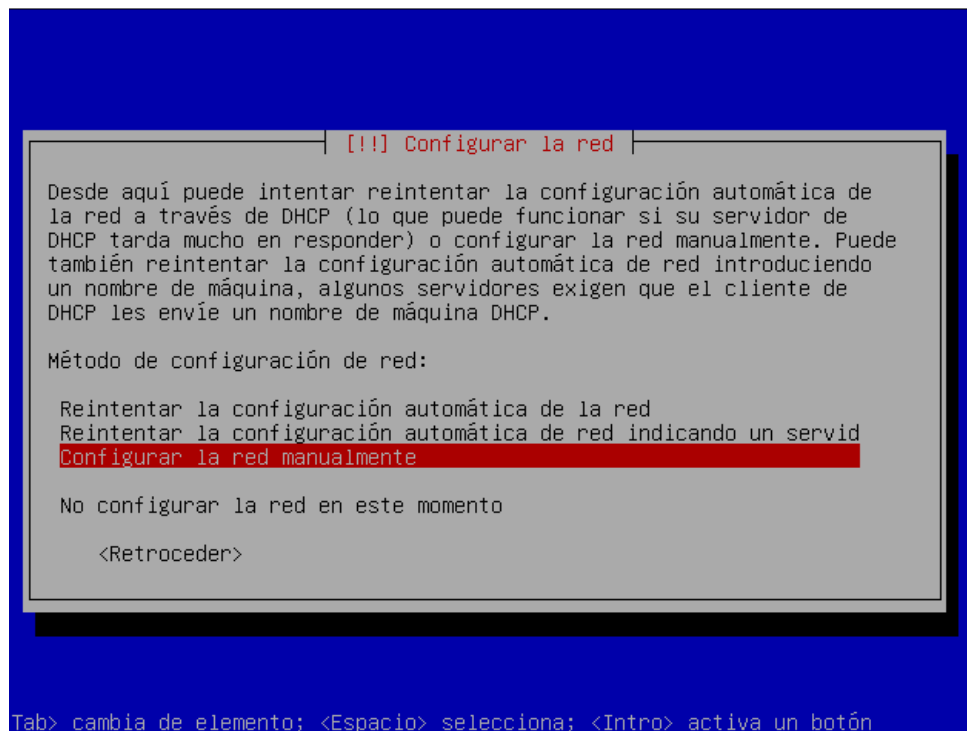 [!!] Configurar la red
Desde aquí puede intentar reintentar la configuración automática de
la red a través de DHCP (lo que puede funcionar si su servidor de
DHCP tarda mucho en responder) o configurar la red manualmente. Puede
también reintentar la configuración automática de red introduciendo
un nombre de máquina, algunos servidores exigen que el cliente de
DHCP les envíe un nombre de máquina DHCP.
Método de configuración de red:
Reintentar la configuración automática de la red
Reintentar la configuración automática de red indicando un servid
Configurar la red manualmente
No configurar la red en este momento
<Retroceder>
Tab> cambia de elemento; <Espacio> selecciona; <Intro> activa un botón